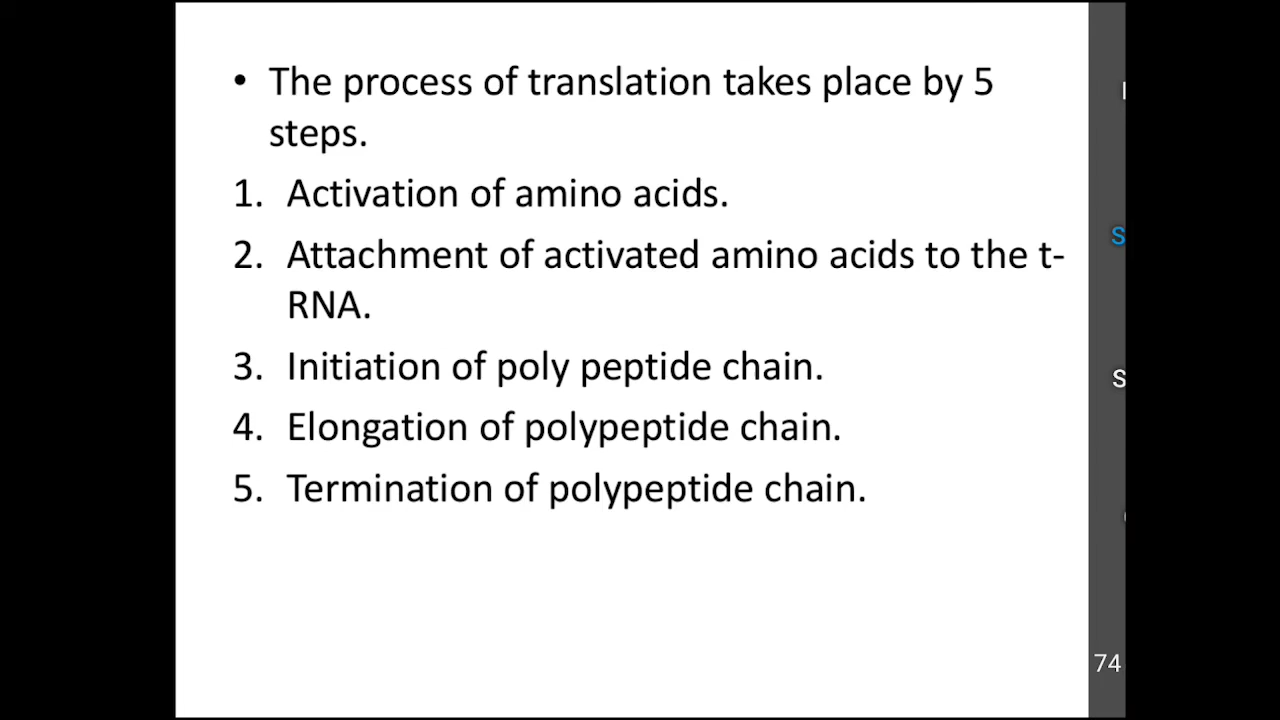 • The process of translation takes place by 5
steps.
1. Activation of amino acids.
2. Attachment of activated amino acids to the t-
RNA.
3. Initiation of poly peptide chain.
4. Elongation of polypeptide chain.
5. Termination of polypeptide chain.
S
S
74